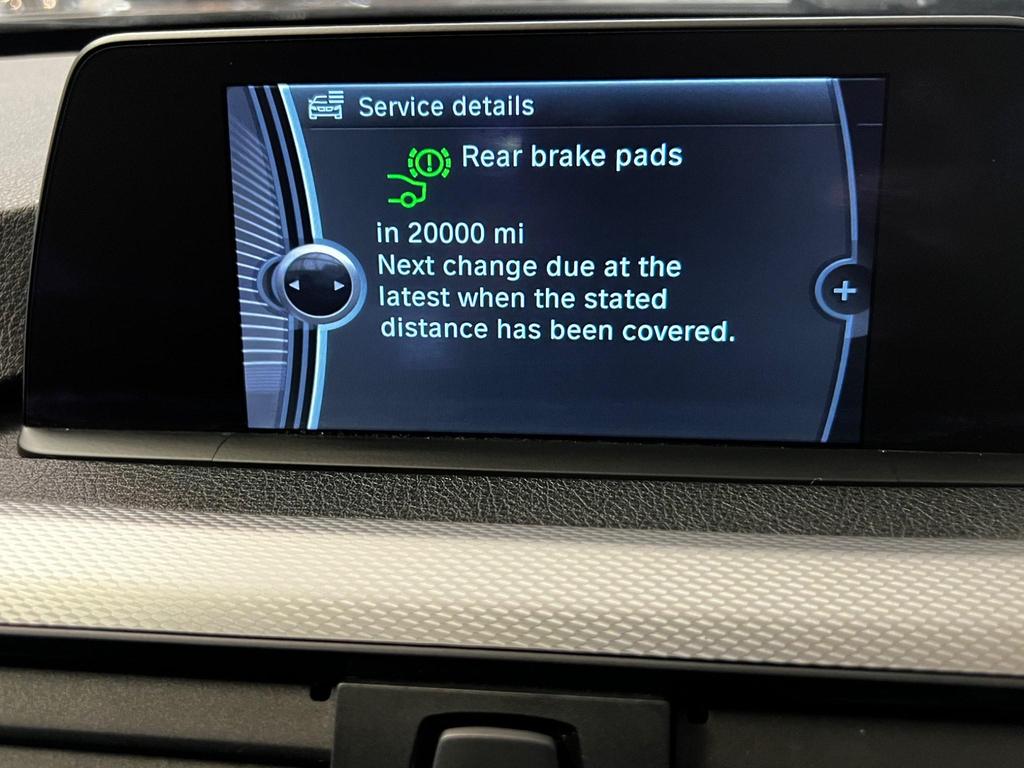 Service details
Rear brake pads
in 20000 mi
Next change due at the
latest when the stated
distance has been covered.